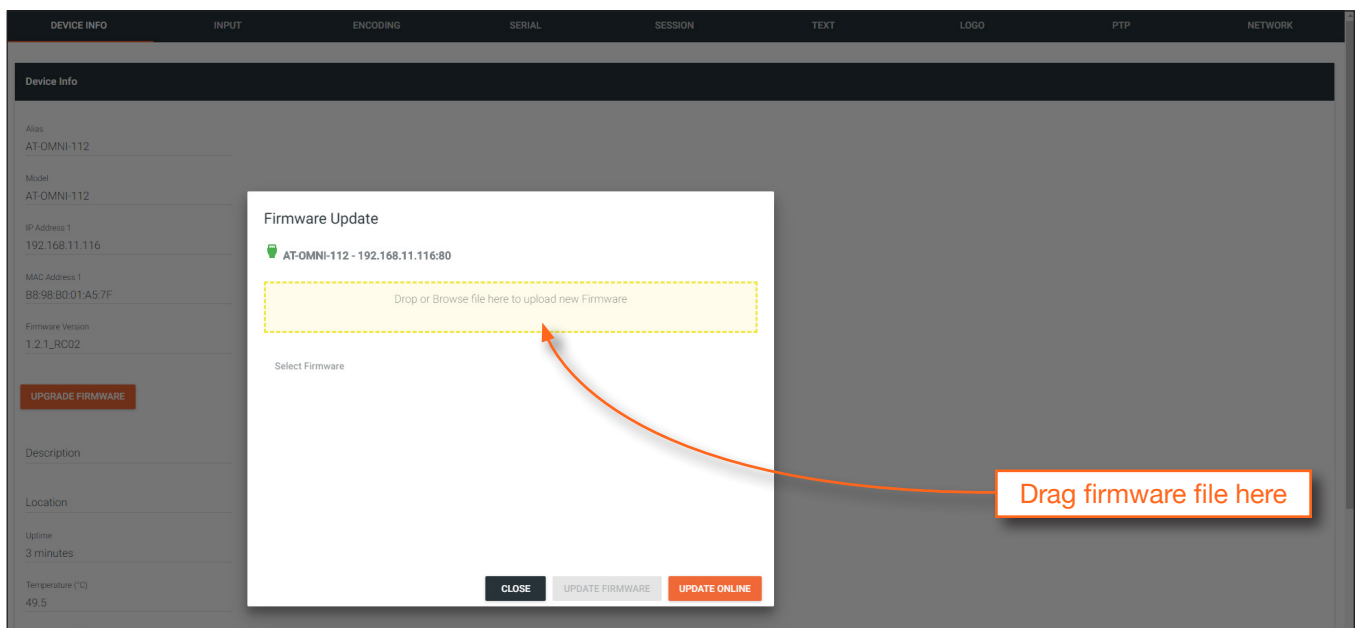 DEVICE INFO INPUT ENCODING SERIAL SESSION TEXT LOGO PTP NETWORK
Device Info
Alias
AT-OMNI-112
Model
AT-OMNI-112
IP Address 1
192.168.11.116
MAC Address 1
B8:98:B0:01:A5:7F
Firmware Version
1.2.1_RC02
UPGRADE FIRMWARE
Description
Location
Uptime
3 minutes
Temperature (°C)
49.5
Firmware Update
AT-OMNI-112 - 192.168.11.116:80
Drop or Browse file here to upload new Firmware
Select Firmware
CLOSE UPDATE FIRMWARE UPDATE ONLINE
Drag firmware file here